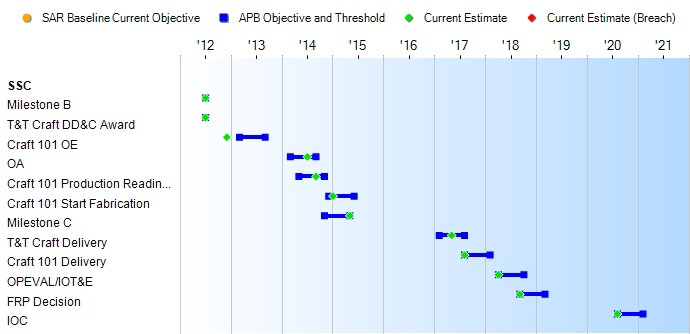 SAR Baseline Current Objective APB Objective and Threshold Current Estimate Current Estimate (Breach)
'12 '13 '14 '15 '16 '17 '18 '19 '20 '21
SSC
Milestone B
T&T Craft DD&C Award
Craft 101 OE
OA
Craft 101 Production Readin...
Craft 101 Start Fabrication
Milestone C
T&T Craft Delivery
Craft 101 Delivery
OPEVAL/IOT&E
FRP Decision
IOC